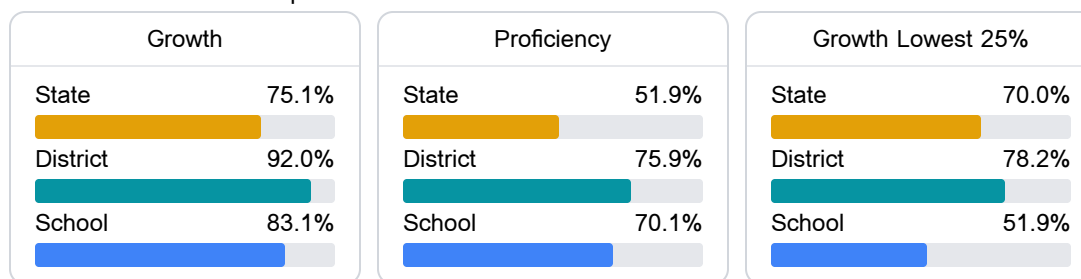 Growth
State 75.1%
District 92.0%
School 83.1%
Proficiency
State 51.9%
District 75.9%
School 70.1%
Growth Lowest 25%
State 70.0%
District 78.2%
School 51.9%